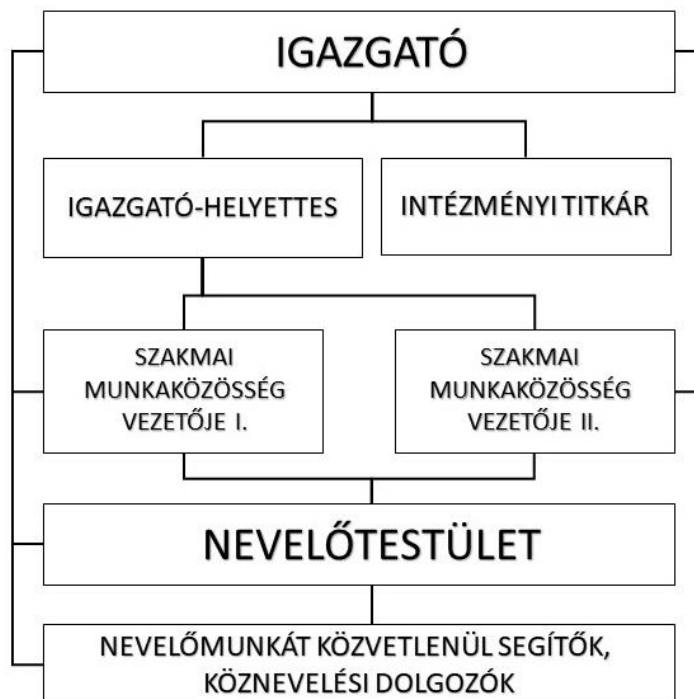 IGAZGATÓ
IGAZGATÓ-HELYETTES
INTÉZMÉNYI TITKÁR
SZAKMAI
MUNKAKÖZÖSSÉG
VEZETŐJE I.
SZAKMAI
MUNKAKÖZÖSSÉG
VEZETŐJE II.
NEVELŐTESTÜLET
NEVELŐMUNKÁT KÖZVETLENÜL SEGÍTŐK,
KÖZNEVELÉSI DOLGOZÓK